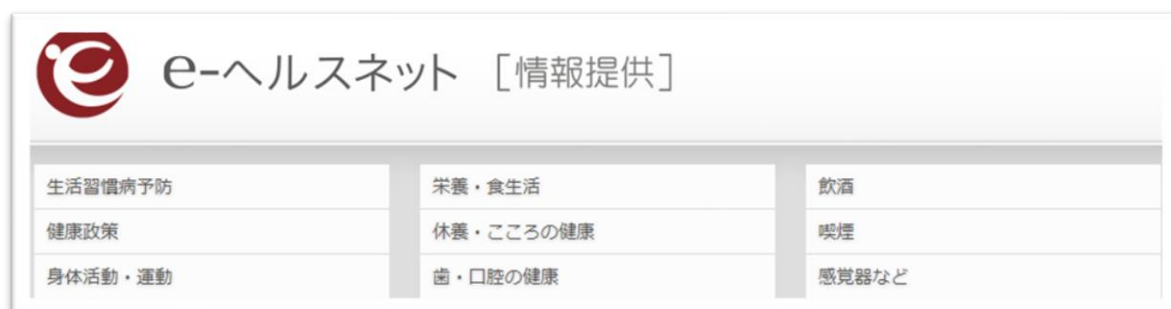 e-ヘルスネット [情報提供]
生活習慣病予防
栄養・食生活
飲酒
健康政策
休養・こころの健康
喫煙
身体活動・運動
歯・口腔の健康
感覚器など